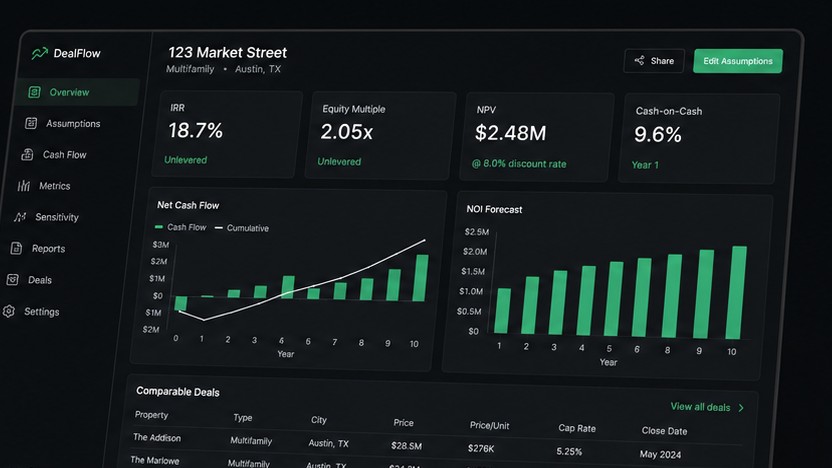 DealFlow
Overview
Assumptions
Cash Flow
Metrics
Sensitivity
Reports
Deals
Settings
123 Market Street
Multifamily • Austin, TX
Share
Edit Assumptions
IRR
18.7%
Unlevered
Equity Multiple
2.05x
Unlevered
NPV
$2.48M
@ 8.0% discount rate
Cash-on-Cash
9.6%
Year 1
Net Cash Flow
Cash Flow Cumulative
$3M
$2M
$1M
$0
$1M
$2M
0 1 2 3 6 7 8 9 10
Year
NOI Forecast
$2.5M
$2.0M
$1.5M
$1.0M
$0.5M
$0
1 2 3 4 5 6 8 9 10
Year
Comparable Deals
View all deals
Property Type City Price Price/Unit Cap Rate Close Date
The Addison Multifamily Austin, TX $28.5M $276K 5.25% May 2024
The Marlowe Multifamily Austin, TX